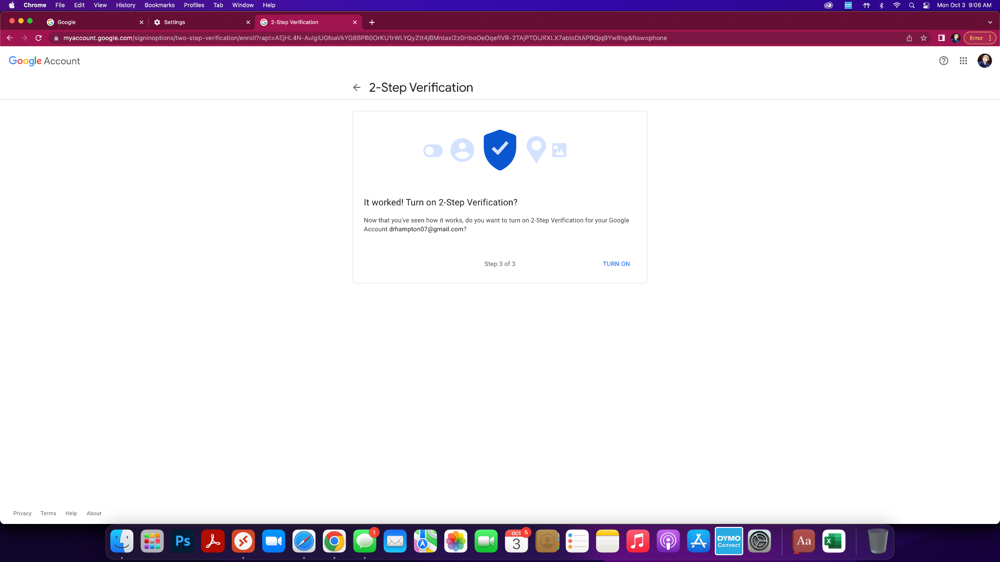 Chrome File Edit View History Bookmarks Profiles Tab Window Help
Mon Oct 3 9:06 AM
Google
Settings
2-Step Verification
myaccount.google.com/signinoptions/two-step-verification/enroll?rapt=AEjHL4N-AulgiUGfoaVkYG8BPB0OrKU1rWLYQyZtt4jBMntaxI2z0HboOeOqefIVR-2TAjPTOiJRXLX7abIoDtAP9Qjq9Yw8hg&flow=phone
Error
Google Account
2-Step Verification
It worked! Turn on 2-Step Verification?
Now that you've seen how it works, do you want to turn on 2-Step Verification for your Google
Account drhampton07@gmail.com?
Step 3 of 3
TURN ON
Privacy Terms Help About
Ps
1
OCT
3
5
DYMO
Connect
Aa
X